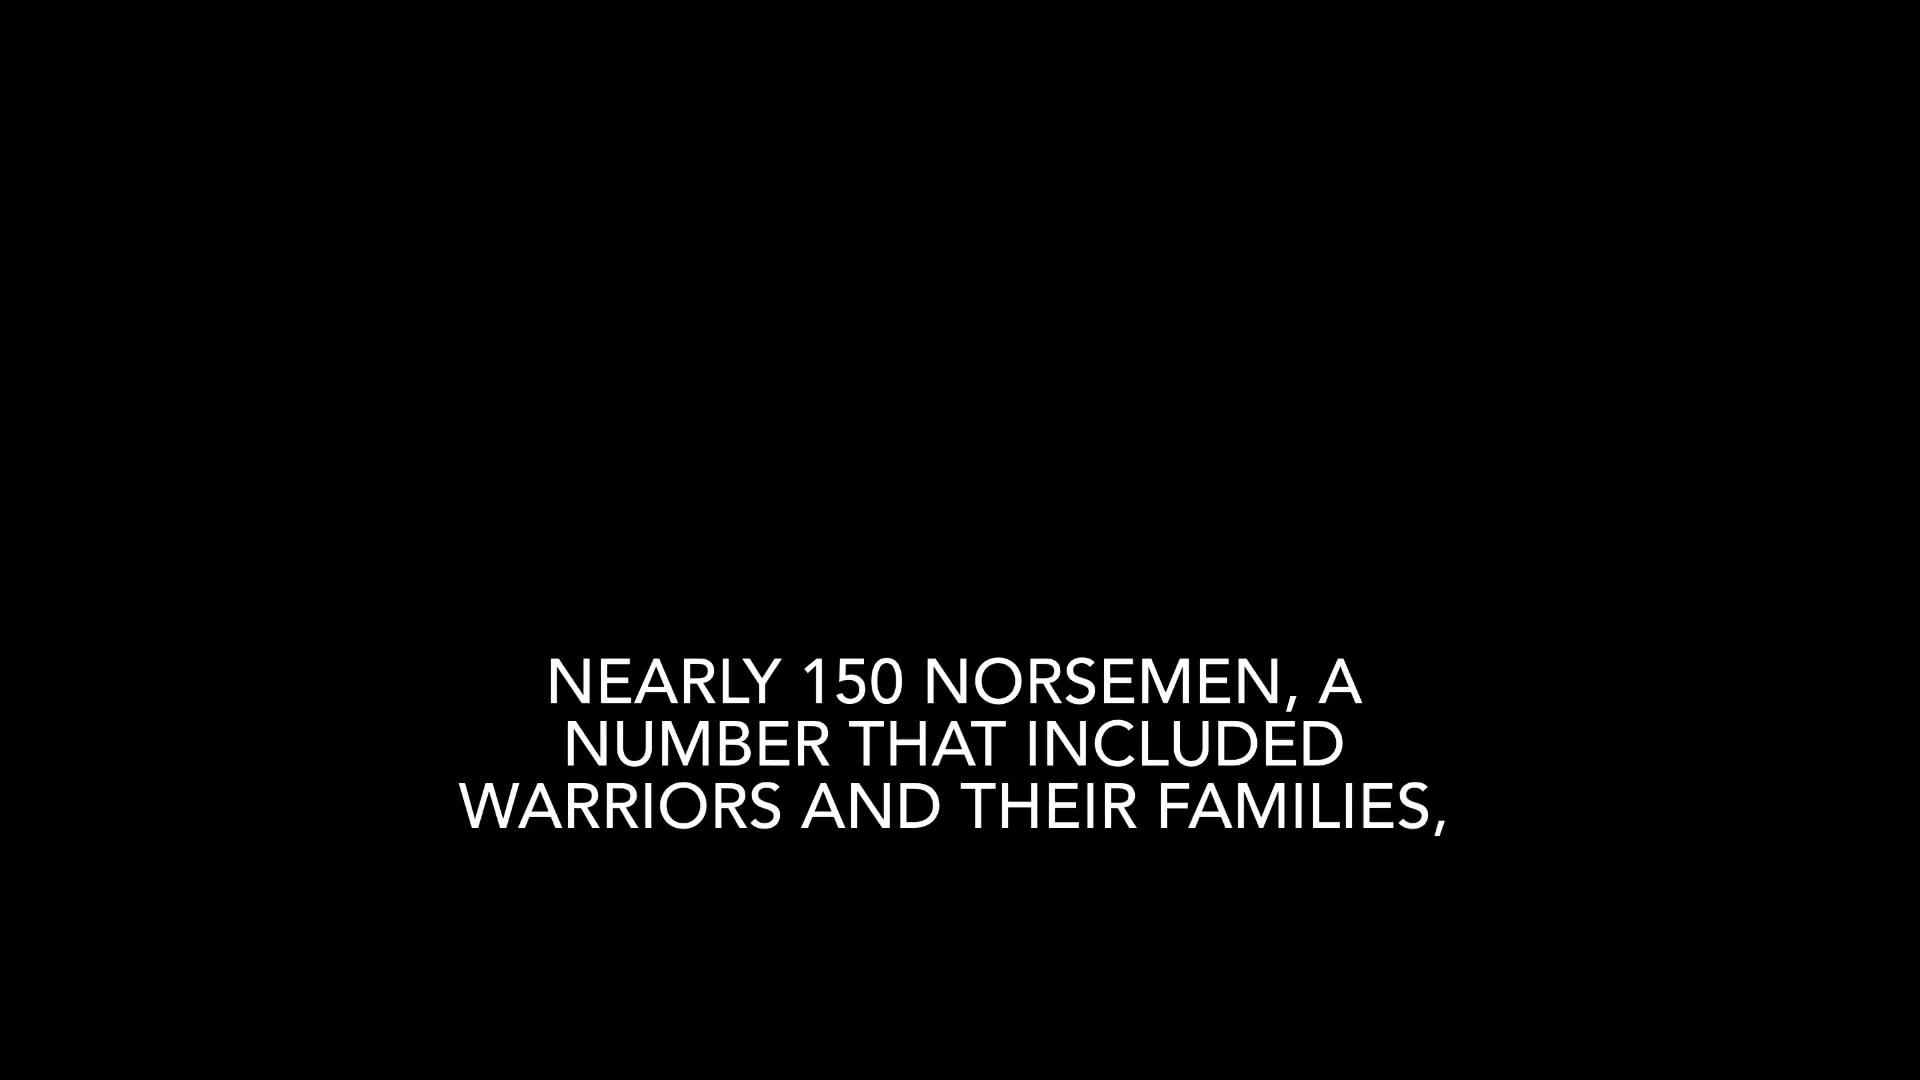 NEARLY 150 NORSEMEN, A
NUMBER THAT INCLUDED
WARRIORS AND THEIR FAMILIES,